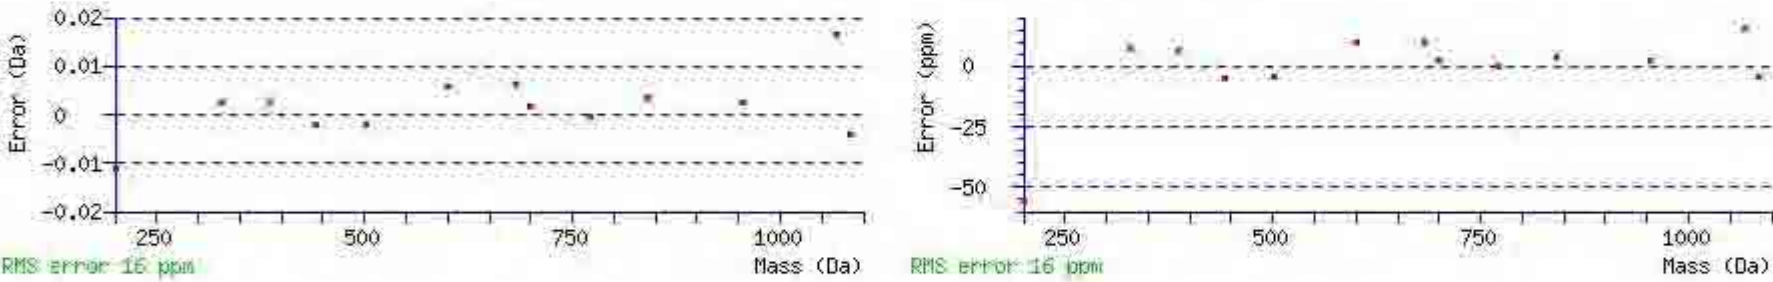 0.02
0.01
0
-0.01
-0.02
Error (Da)
250 500 750 1000
RMS error 16 ppm Mass (Da)
0
-25
-50
Error (ppm)
250 500 750 1000
RMS error 16 ppm Mass (Da)